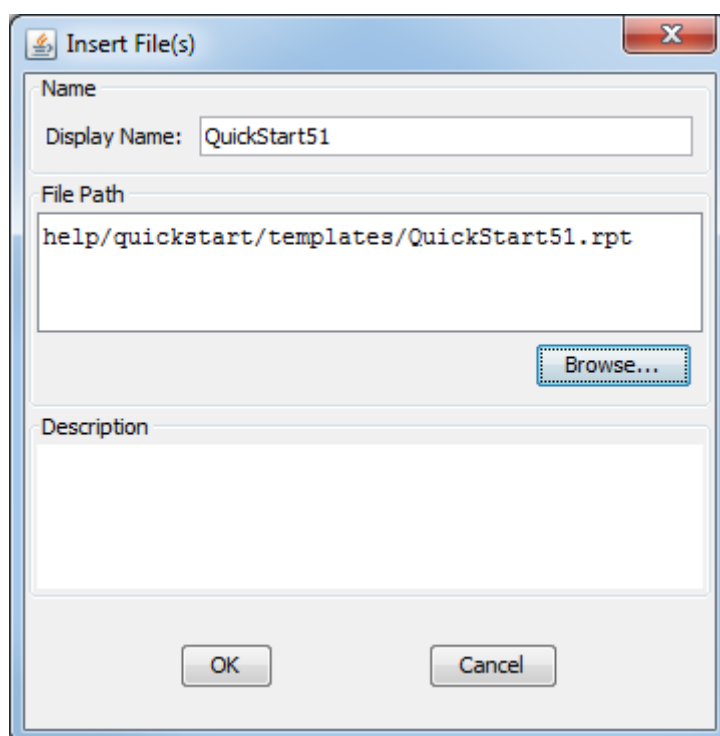 Insert File(s)
Name
Display Name: QuickStart51
File Path
help/quickstart/templates/QuickStart51.rpt
Browse...
Description
OK Cancel